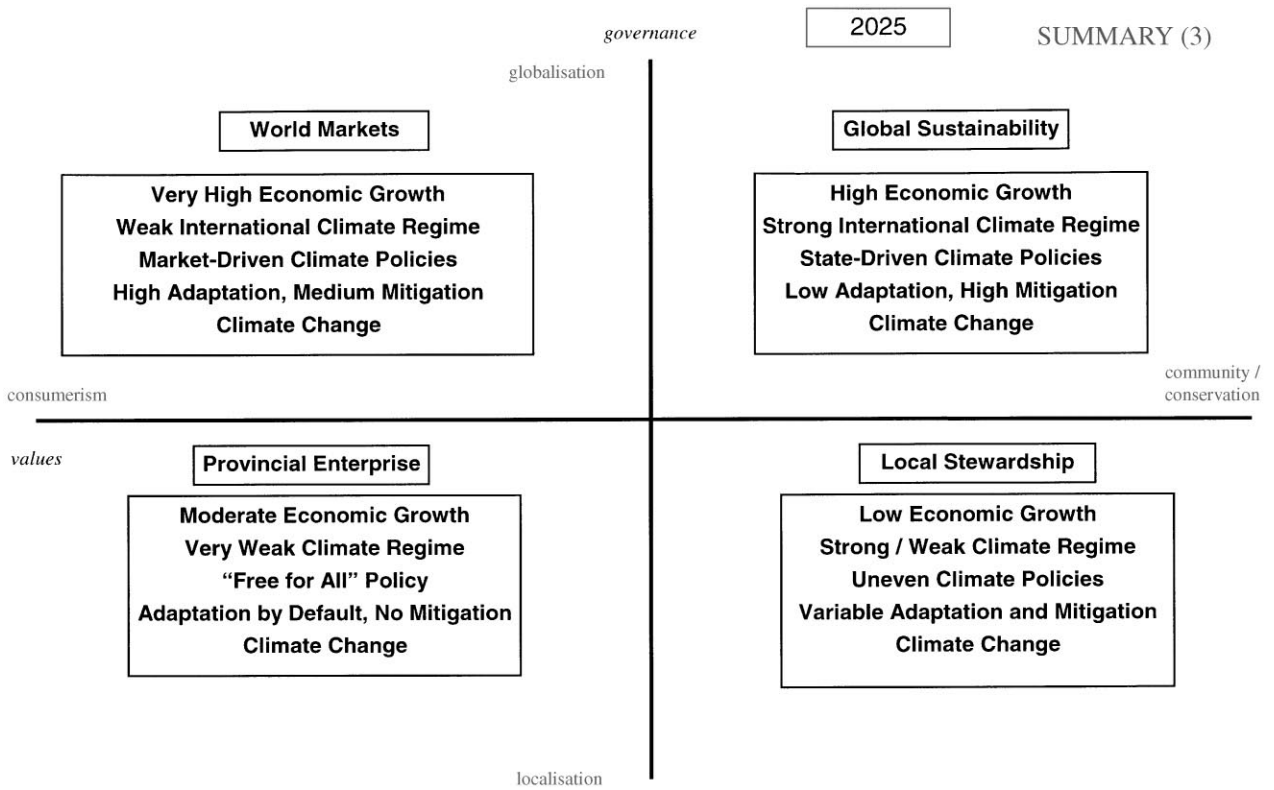 governance
2025
SUMMARY (3)
globalisation
World Markets
Very High Economic Growth
Weak International Climate Regime
Market-Driven Climate Policies
High Adaptation, Medium Mitigation
Climate Change
Global Sustainability
High Economic Growth
Strong International Climate Regime
State-Driven Climate Policies
Low Adaptation, High Mitigation
Climate Change
consumerism
community /
conservation
values
Provincial Enterprise
Moderate Economic Growth
Very Weak Climate Regime
“Free for All” Policy
Adaptation by Default, No Mitigation
Climate Change
Local Stewardship
Low Economic Growth
Strong / Weak Climate Regime
Uneven Climate Policies
Variable Adaptation and Mitigation
Climate Change
localisation